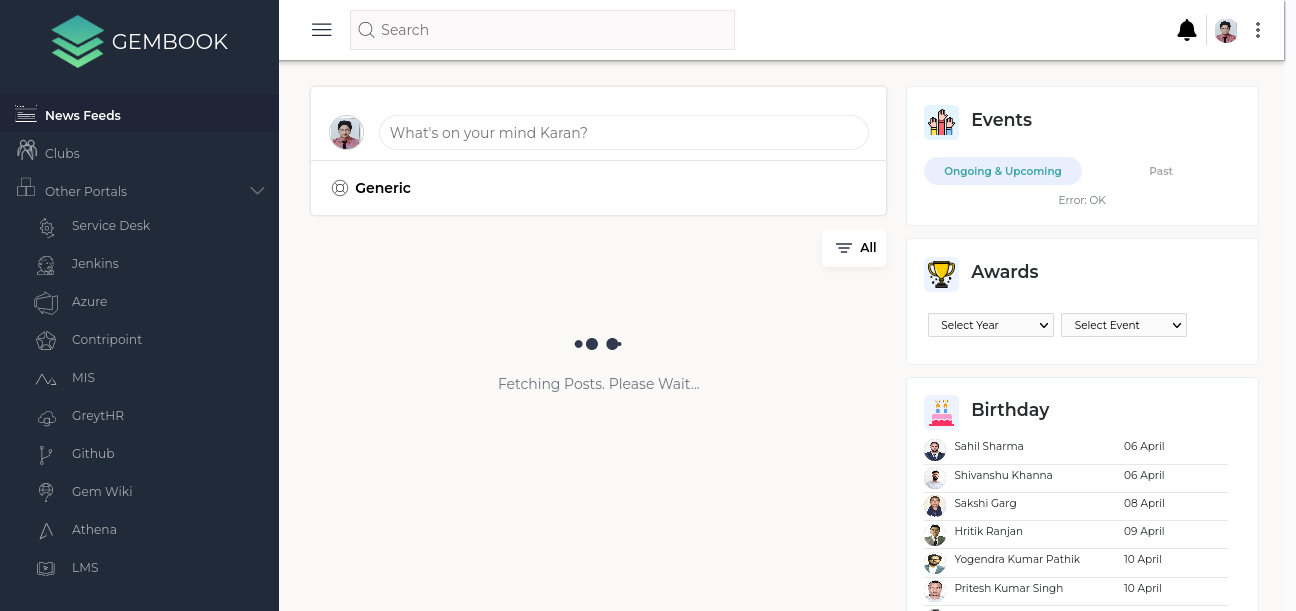 GEMBOOK
Search
News Feeds
Clubs
Other Portals
Service Desk
Jenkins
Azure
Contripoint
MIS
GreytHR
Github
Gem Wiki
Athena
LMS
What's on your mind Karan?
Generic
All
Fetching Posts. Please Wait...
Events
Ongoing & Upcoming Past
Error: OK
Awards
Select Year Select Event
Birthday
Sahil Sharma 06 April
Shivanshu Khanna 06 April
Sakshi Garg 08 April
Hritik Ranjan 09 April
Yogendra Kumar Pathik 10 April
Pritesh Kumar Singh 10 April